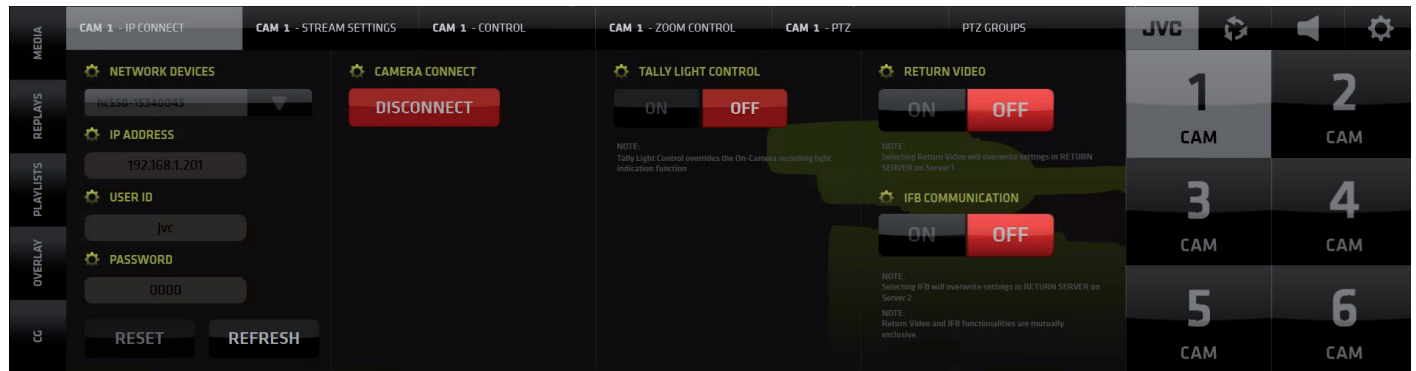 CAM 1 - IP CONNECT
CAM 1 - STREAM SETTINGS
CAM 1 - CONTROL
CAM 1 - ZOOM CONTROL
CAM 1 - PTZ
PTZ GROUPS
JVC
MEDIA
REPLAYS
PLAYLISTS
OVERLAY
CG
NETWORK DEVICES
hc550-13340045
IP ADDRESS
192.168.1.201
USER ID
jvc
PASSWORD
0000
RESET
REFRESH
CAMERA CONNECT
DISCONNECT
TALLY LIGHT CONTROL
ON
OFF
NOTE:
Tally Light Control overrides the On-Camera recording light
indication function
RETURN VIDEO
ON
OFF
NOTE:
Selecting Return Video will overwrite settings in RETURN
SERVER on Server 1
IFB COMMUNICATION
ON
OFF
NOTE:
Selecting IFB will overwrite settings in RETURN SERVER on
Server 2
NOTE:
Return Video and IFB functionalities are mutually
exclusive.
1
CAM
2
CAM
3
CAM
4
CAM
5
CAM
6
CAM